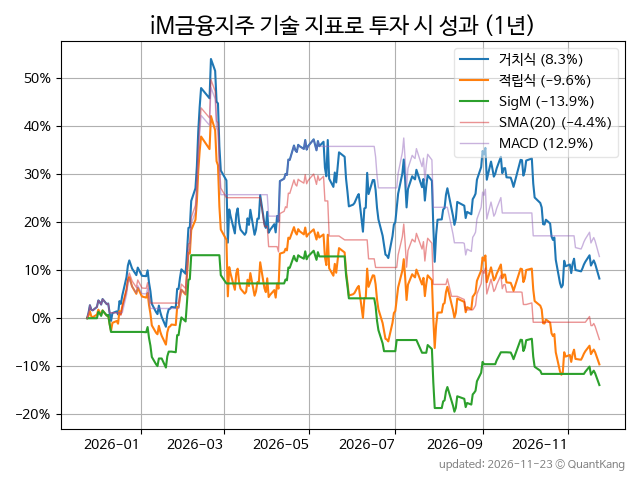 iM금융지주 기술 지표로 투자 시 성과 (1년)
거치식 (8.3%)
적립식 (−9.6%)
SigM (−13.9%)
SMA(20) (−4.4%)
MACD (12.9%)
50%
40%
30%
20%
10%
0%
−10%
−20%
2026-01 2026-03 2026-05 2026-07 2026-09 2026-11
updated: 2026-11-23 © QuantKang